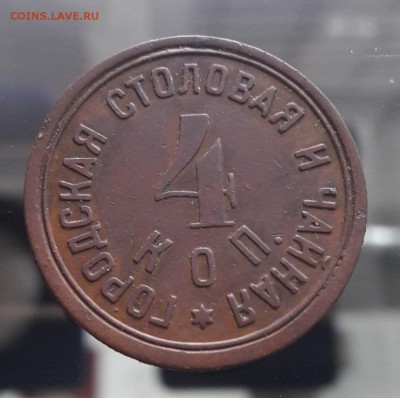 COINS.LAVE.RU
ГОРОДСКАЯ СТОЛОВАЯ И ЧАЙНАЯ
4
КОП.